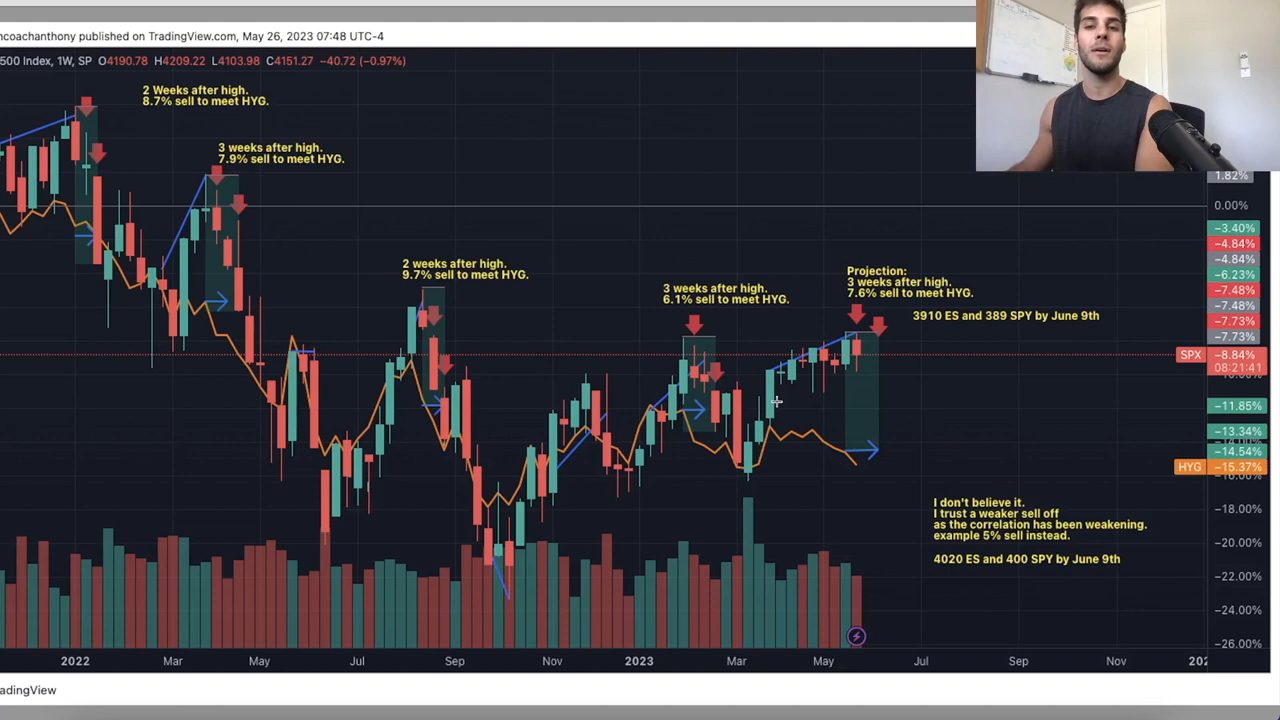 ncoachanthony published on TradingView.com, May 26, 2023 07:48 UTC-4
500 Index, 1W, SP O4190.78 H4209.22 L4103.98 C4151.27 −40.72 (−0.97%)
2 Weeks after high.
8.7% sell to meet HYG.
3 weeks after high.
7.9% sell to meet HYG.
2 weeks after high.
9.7% sell to meet HYG.
3 weeks after high.
6.1% sell to meet HYG.
Projection:
3 weeks after high.
7.6% sell to meet HYG.
3910 ES and 389 SPY by June 9th
I don't believe it.
I trust a weaker sell off
as the correlation has been weakening.
example 5% sell instead.
4020 ES and 400 SPY by June 9th
1.82%
0.00%
−3.40%
−4.84%
−4.84%
−6.23%
−7.48%
−7.48%
−7.73%
−7.73%
SPX −8.84%
08:21:41
−11.85%
−13.34%
−14.54%
HYG −15.37%
−18.00%
−20.00%
−22.00%
−24.00%
−26.00%
2022 Mar May Jul Sep Nov 2023 Mar May Jul Sep Nov 202
adingView